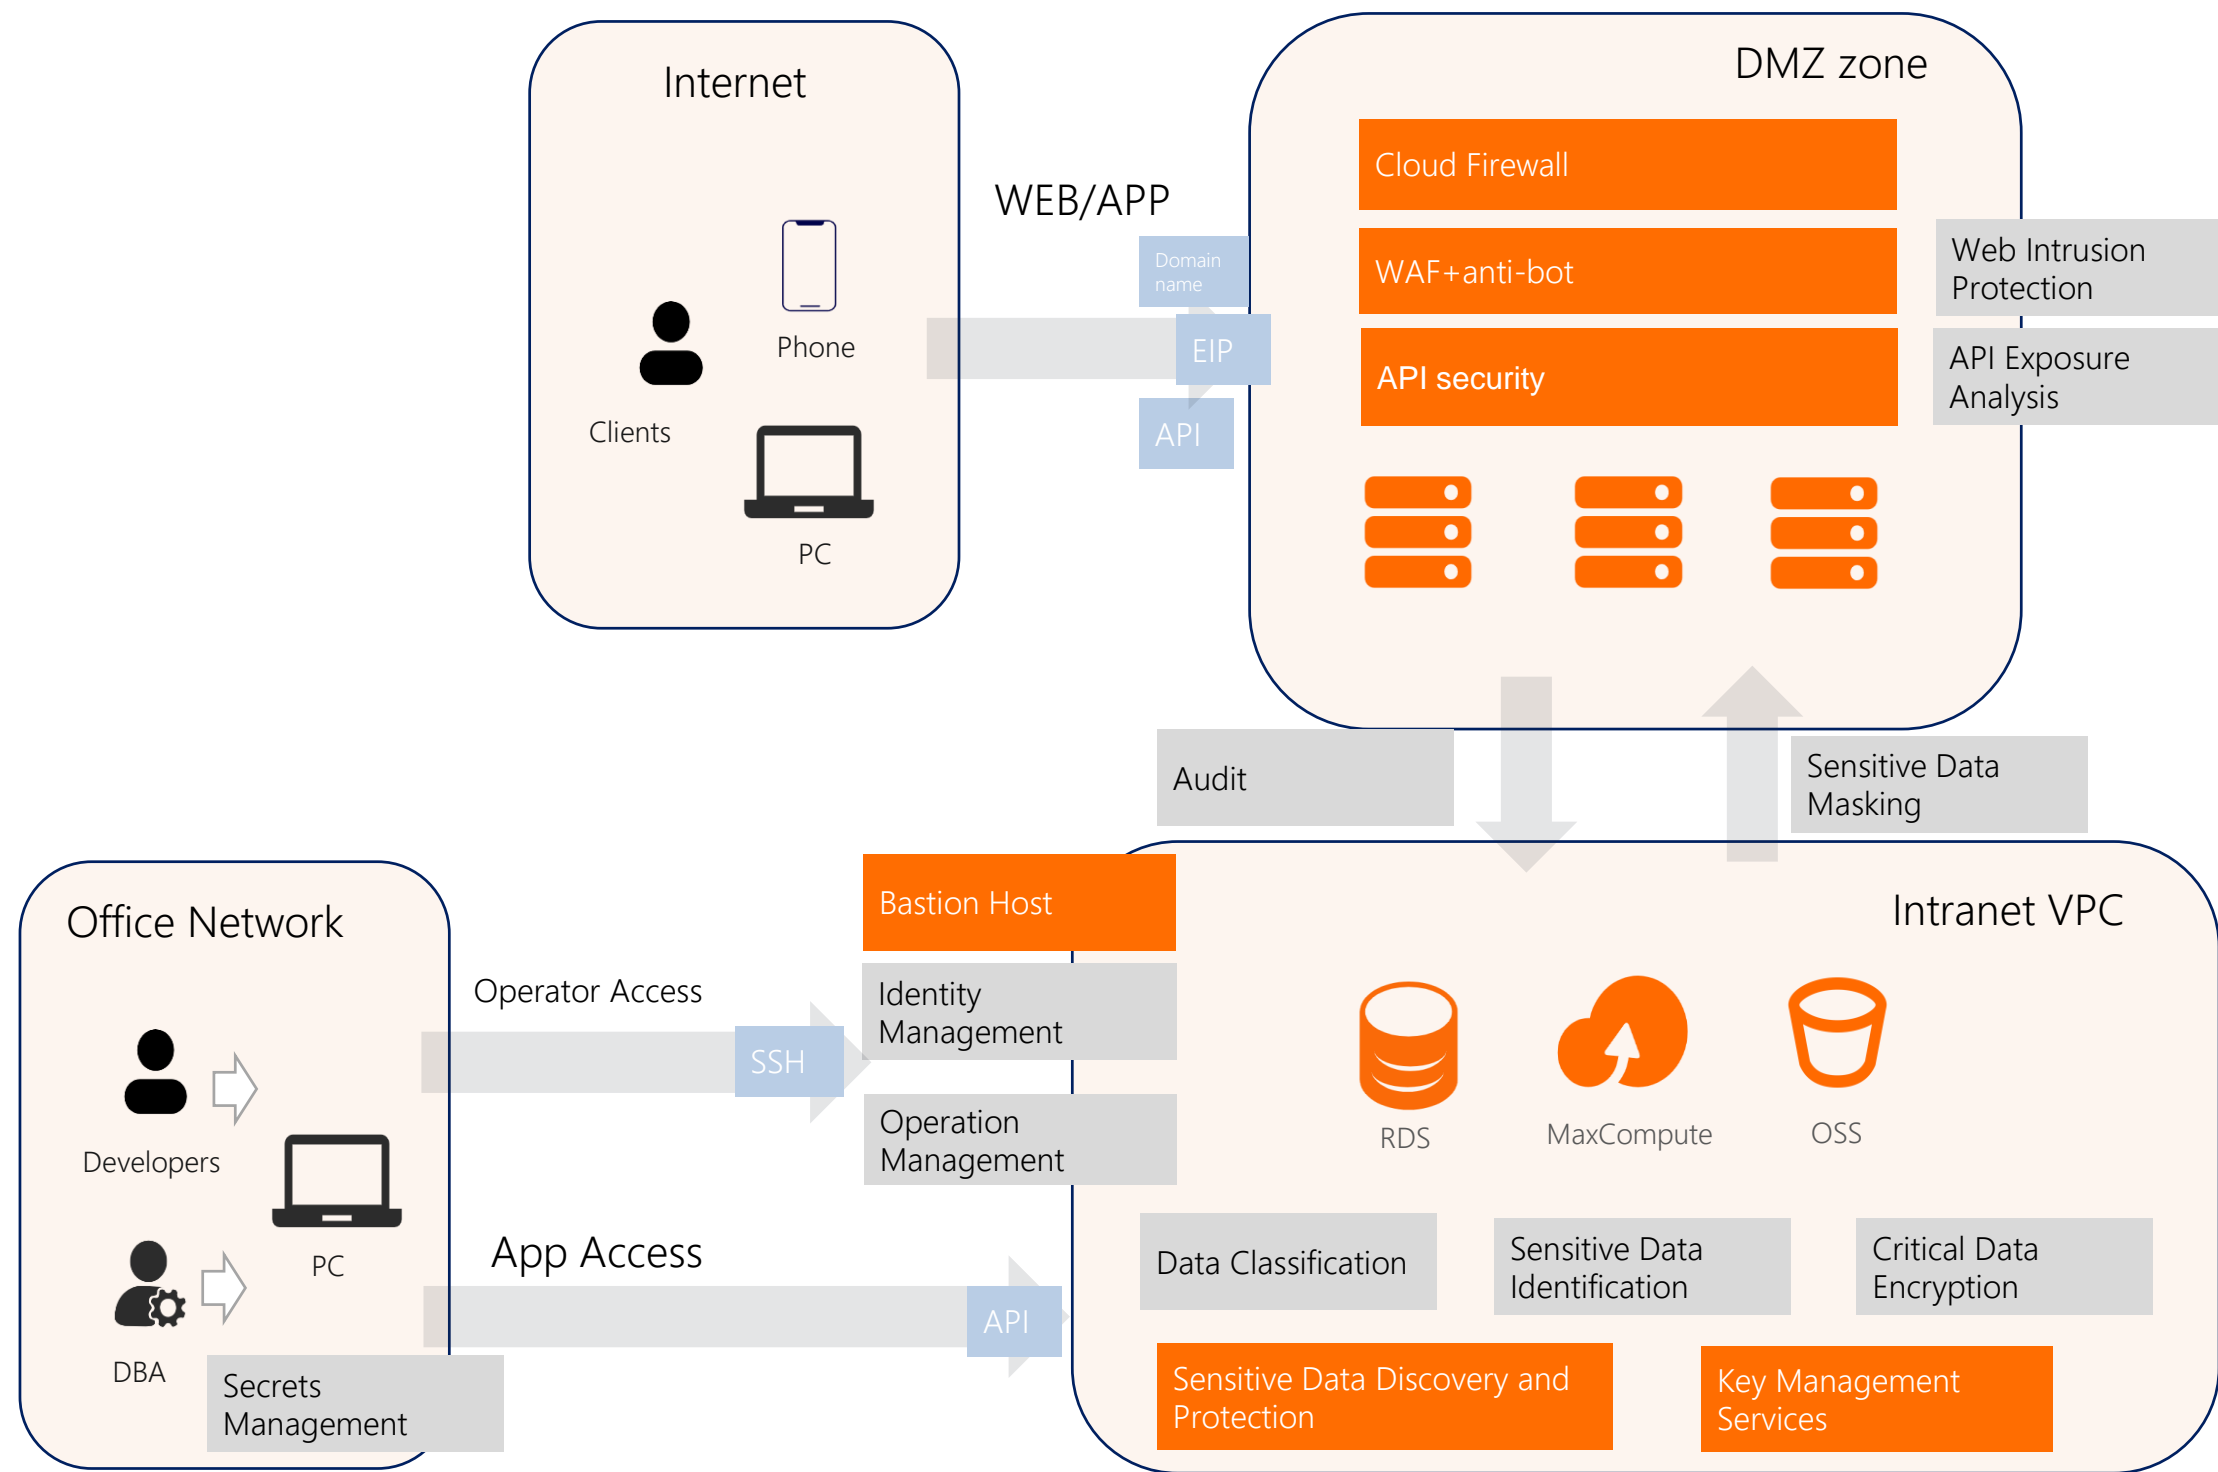 Internet
Phone
Clients
PC
WEB/APP
Domain
name
EIP
API
DMZ zone
Cloud Firewall
WAF+anti-bot
API security
Web Intrusion
Protection
API Exposure
Analysis
Audit
Sensitive Data
Masking
Office Network
Developers
PC
DBA
Secrets
Management
Operator Access
SSH
App Access
API
Bastion Host
Identity
Management
Operation
Management
Intranet VPC
RDS
MaxCompute
OSS
Data Classification
Sensitive Data
Identification
Critical Data
Encryption
Sensitive Data Discovery and
Protection
Key Management
Services